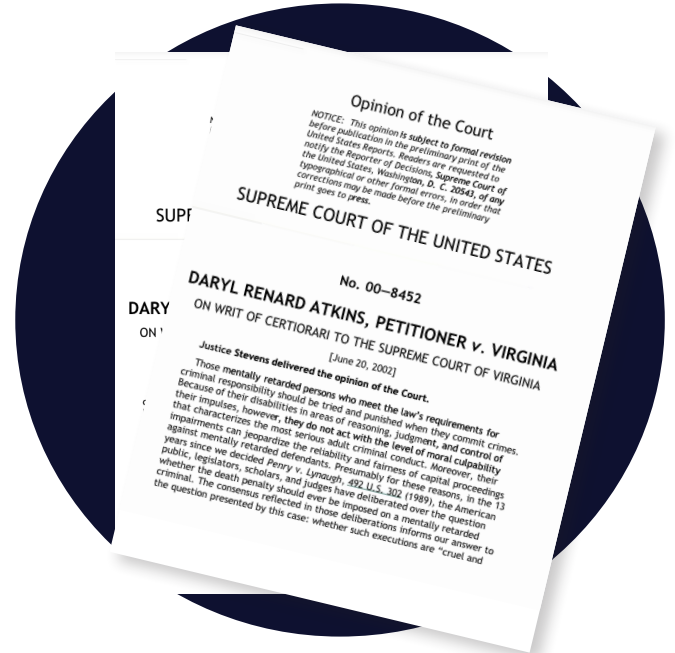 Opinion of the Court
NOTICE: This opinion is subject to formal revision
before publication in the preliminary print of the
United States Reports. Readers are requested to
notify the Reporter of Decisions, Supreme Court of
the United States, Washington, D. C. 20543, of any
typographical or other formal errors, in order that
corrections may be made before the preliminary
print goes to press.
SUPREME COURT OF THE UNITED STATES
No. 00—8452
DARYL RENARD ATKINS, PETITIONER v. VIRGINIA
ON WRIT OF CERTIORARI TO THE SUPREME COURT OF VIRGINIA
[June 20, 2002]
Justice Stevens delivered the opinion of the Court.
Those mentally retarded persons who meet the law’s requirements for
criminal responsibility should be tried and punished when they commit crimes.
Because of their disabilities in areas of reasoning, judgment, and control of
their impulses, however, they do not act with the level of moral culpability
that characterizes the most serious adult criminal conduct. Moreover, their
impairments can jeopardize the reliability and fairness of capital proceedings
against mentally retarded defendants. Presumably for these reasons, in the 13
years since we decided Penry v. Lynaugh, 492 U.S. 302 (1989), the American
public, legislators, scholars, and judges have deliberated over the question
whether the death penalty should ever be imposed on a mentally retarded
criminal. The consensus reflected in those deliberations informs our answer to
the question presented by this case: whether such executions are “cruel and
SUPR
DARY
ON V